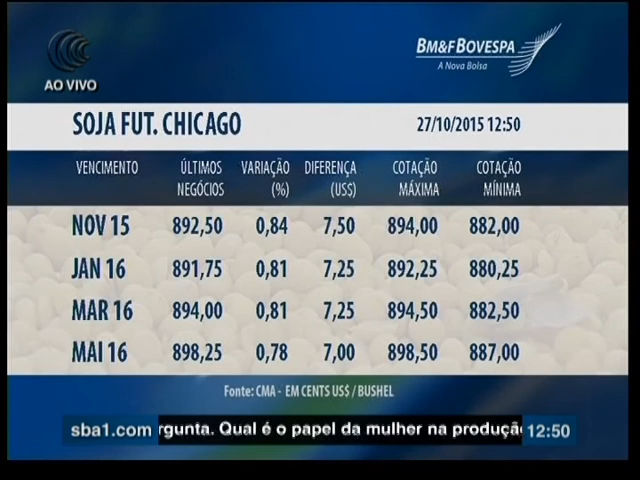 BM&FBOVESPA
A Nova Bolsa
AO VIVO
SOJA FUT. CHICAGO 27/10/2015 12:50
VENCIMENTO ÚLTIMOS NEGÓCIOS VARIAÇÃO (%) DIFERENÇA (US$) COTAÇÃO MÁXIMA COTAÇÃO MÍNIMA
NOV 15 892,50 0,84 7,50 894,00 882,00
JAN 16 891,75 0,81 7,25 892,25 880,25
MAR 16 894,00 0,81 7,25 894,50 882,50
MAI 16 898,25 0,78 7,00 898,50 887,00
Fonte: CMA - EM CENTS US$ / BUSHEL
sba1.com rgunta. Qual é o papel da mulher na produçã 12:50